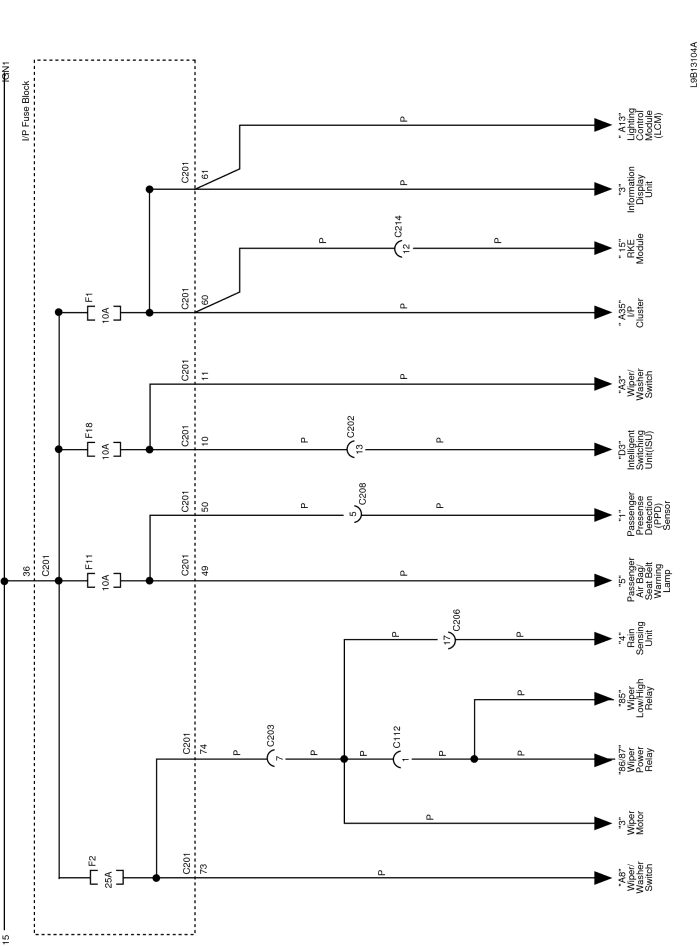 15
IGN1
I/P Fuse Block
36
C201
F2
25A
F11
10A
F18
10A
F1
10A
C201
73
C201
74
C201
49
C201
50
C201
10
C201
11
C201
60
C201
61
P
P
C203
7
P
P
P
C112
1
P
P
P
P
C206
17
P
P
P
C208
5
P
P
C202
13
P
P
P
P
C214
12
P
P
P
"A8"
Wiper/
Washer
Switch
"3"
Wiper
Motor
"86/87"
Wiper
Power
Relay
"85"
Wiper
Low/High
Relay
"4"
Rain
Sensing
Unit
"5"
Passenger
Air Bag/
Seat Belt
Warning
Lamp
"1"
Passenger
Presense
Detection
(PPD)
Sensor
"D3"
Intelligent
Switching
Unit(ISU)
"A3"
Wiper/
Washer
Switch
" A35"
I/P
Cluster
" 15"
RKE
Module
"3"
Information
Display
Unit
" A13"
Lighting
Control
Module
(LCM)
L9B13104A